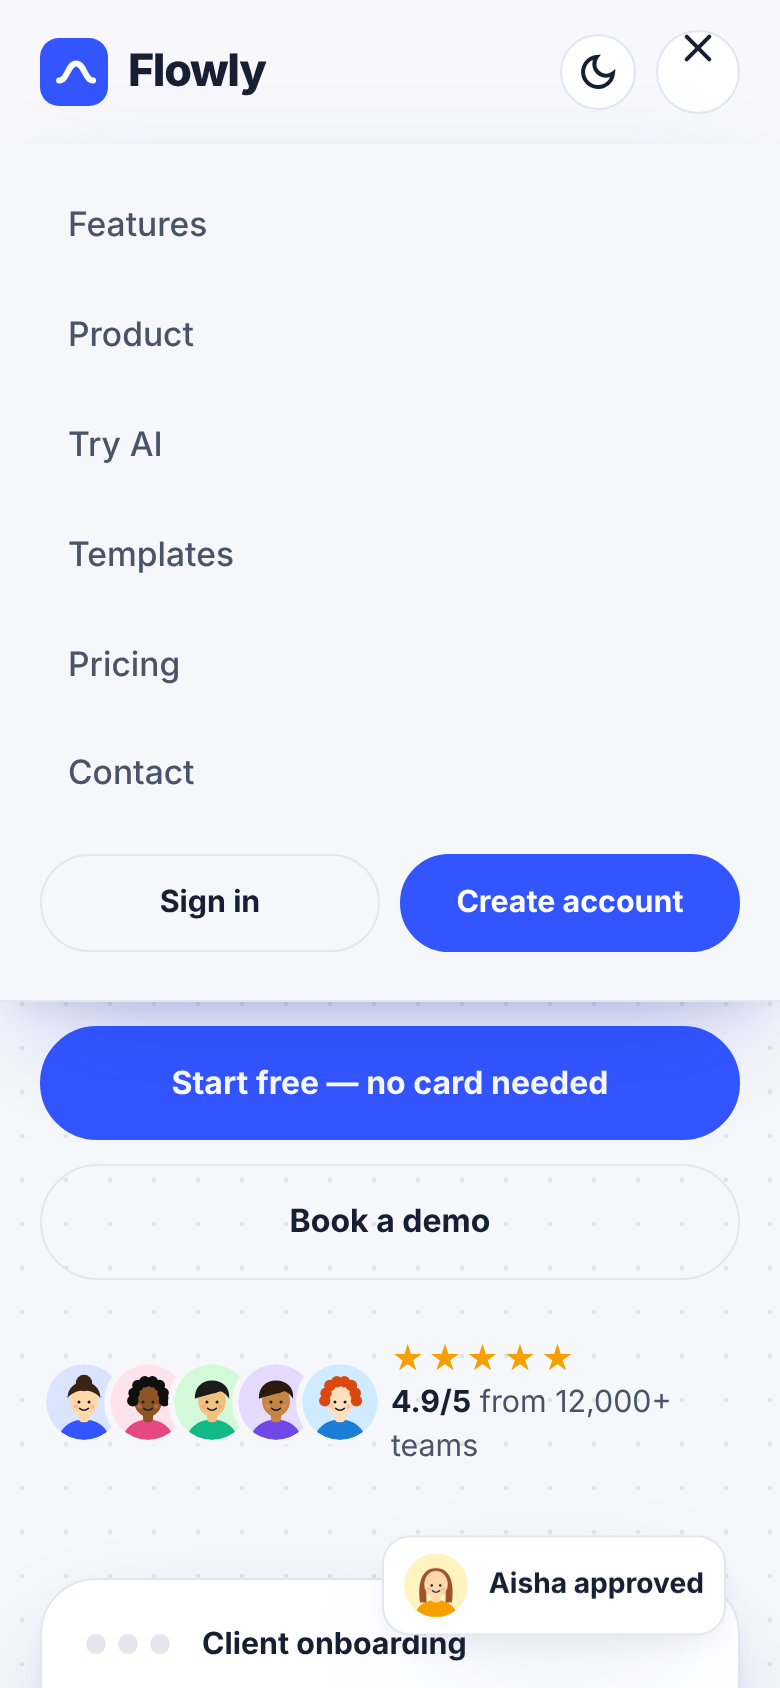 Flowly
Features
Product
Try AI
Templates
Pricing
Contact
Sign in
Create account
Start free — no card needed
Book a demo
★★★★★
4.9/5 from 12,000+
teams
Aisha approved
Client onboarding